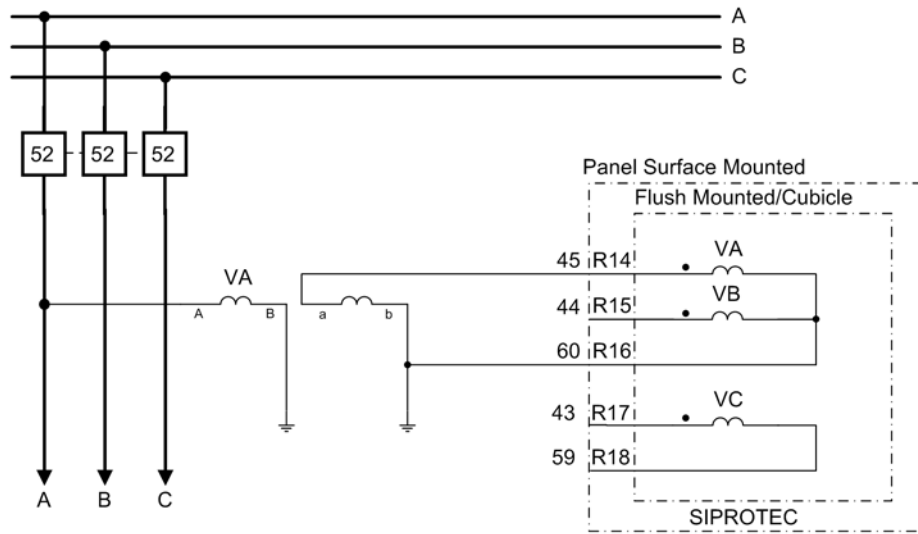 A
B
C
52 52 52
Panel Surface Mounted
Flush Mounted/Cubicle
45 R14 VA
VA
A B a b
44 R15 VB
60 R16
43 R17 VC
59 R18
A B C
SIPROTEC